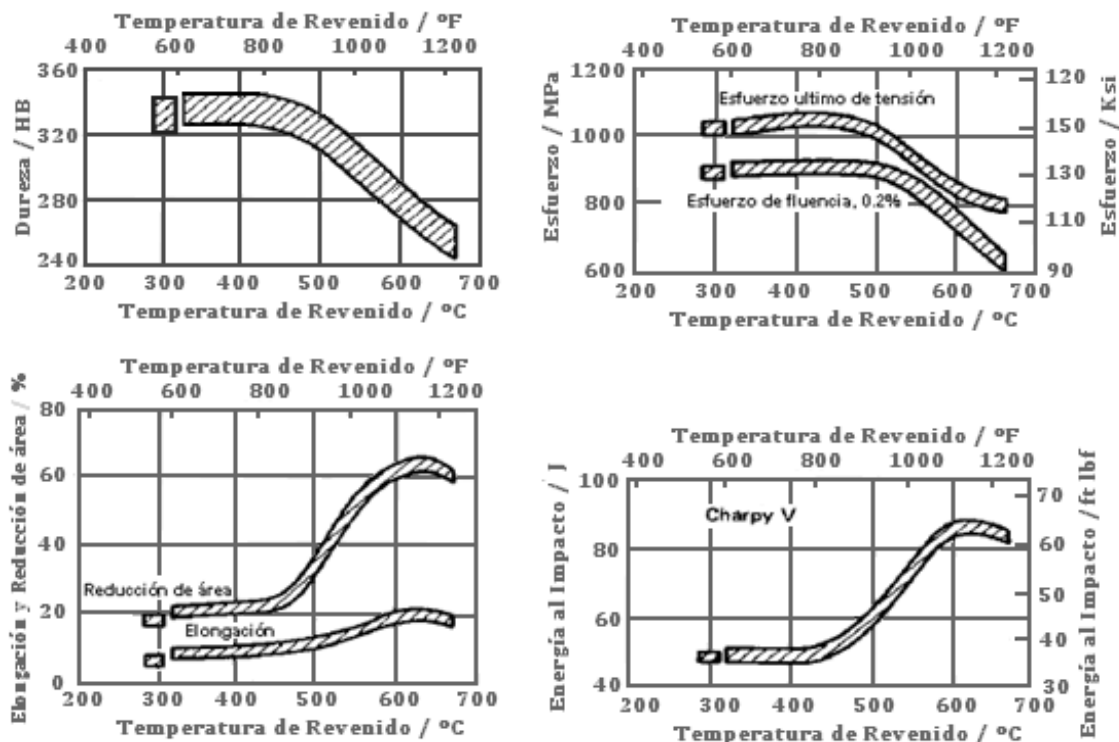 Temperatura de Revenido / ºF
400 600 800 1000 1200
360
320
280
240
Dureza / HB
200 300 400 500 600 700
Temperatura de Revenido / ºC
Temperatura de Revenido / ºF
400 600 800 1000 1200
1200
1000
800
600
Esfuerzo / MPa
Esfuerzo ultimo de tensión
Esfuerzo de fluencia, 0.2%
120
150
130
110
90
Esfuerzo / Ksi
200 300 400 500 600 700
Temperatura de Revenido / ºC
Temperatura de Revenido / ºF
400 600 800 1000 1200
80
60
40
20
0
Elongación y Reducción de área / %
Reducción de área
Elongación
200 300 400 500 600 700
Temperatura de Revenido / ºC
Temperatura de Revenido / ºF
400 600 800 1000 1200
100
80
60
40
Energía al Impacto / J
Charpy V
70
60
50
40
30
Energía al Impacto / ft lbf
200 300 400 500 600 700
Temperatura de Revenido / ºC